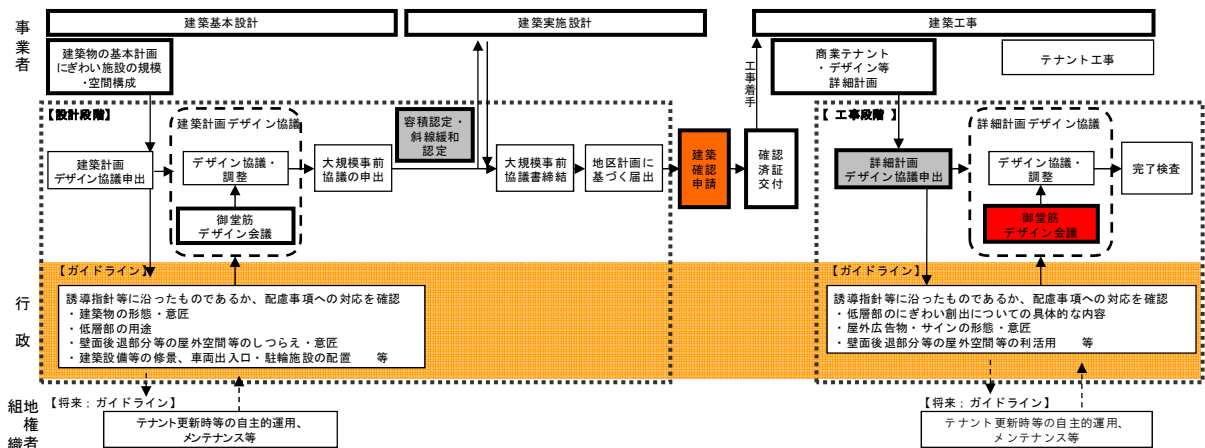 事業者
建築基本設計
建築実施設計
建築工事
建築物の基本計画
にぎわい施設の規模
・空間構成
商業テナント
・デザイン等
詳細計画
テナント工事
工事着手
【設計段階】
建築計画デザイン協議
建築計画
デザイン協議申出
デザイン協議・
調整
御堂筋
デザイン会議
大規模事前
協議の申出
容積認定・
斜線緩和
認定
大規模事前
協議書締結
地区計画に
基づく届出
建築
確認
申請
確認
済証
交付
【 工事段階】
詳細計画デザイン協議
詳細計画
デザイン協議申出
デザイン協議・
調整
御堂筋
デザイン会議
完了検査
行政
【ガイドライン】
誘導指針等に沿ったものであるか、配慮事項への対応を確認
・建築物の形態・意匠
・低層部の用途
・壁面後退部分等の屋外空間等のしつらえ・意匠
・建築設備等の修景、車両出入口・駐輪施設の配置　等
【ガイドライン】
誘導指針等に沿ったものであるか、配慮事項への対応を確認
・低層部のにぎわい創出についての具体的な内容
・屋外広告物・サインの形態・意匠
・壁面後退部分等の屋外空間等の利活用　等
地権者
組織
【将来：ガイドライン】
テナント更新時等の自主的運用、
メンテナンス等
【将来：ガイドライン】
テナント更新時等の自主的運用、
メンテナンス等